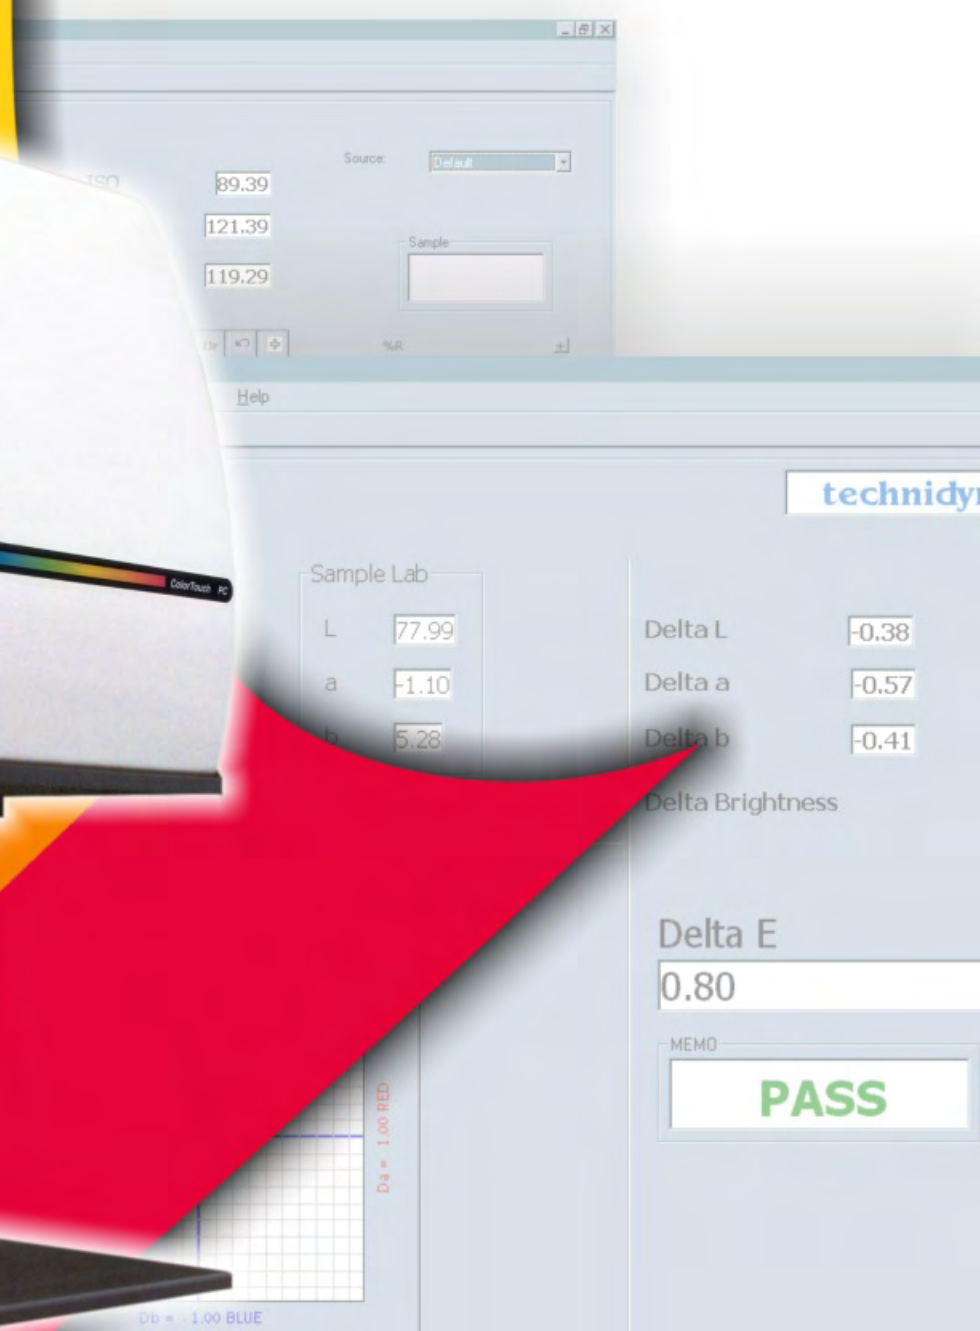 Source: Default
ISO 89.39
121.39
Sample
119.29
%R
Help
technidyn
Sample Lab
L 77.99
a -1.10
b 5.28
Delta L -0.38
Delta a -0.57
Delta b -0.41
Delta Brightness
Delta E
0.80
MEMO
PASS
Da = 1.00 RED
Db = -1.00 BLUE
ColorTouch PC